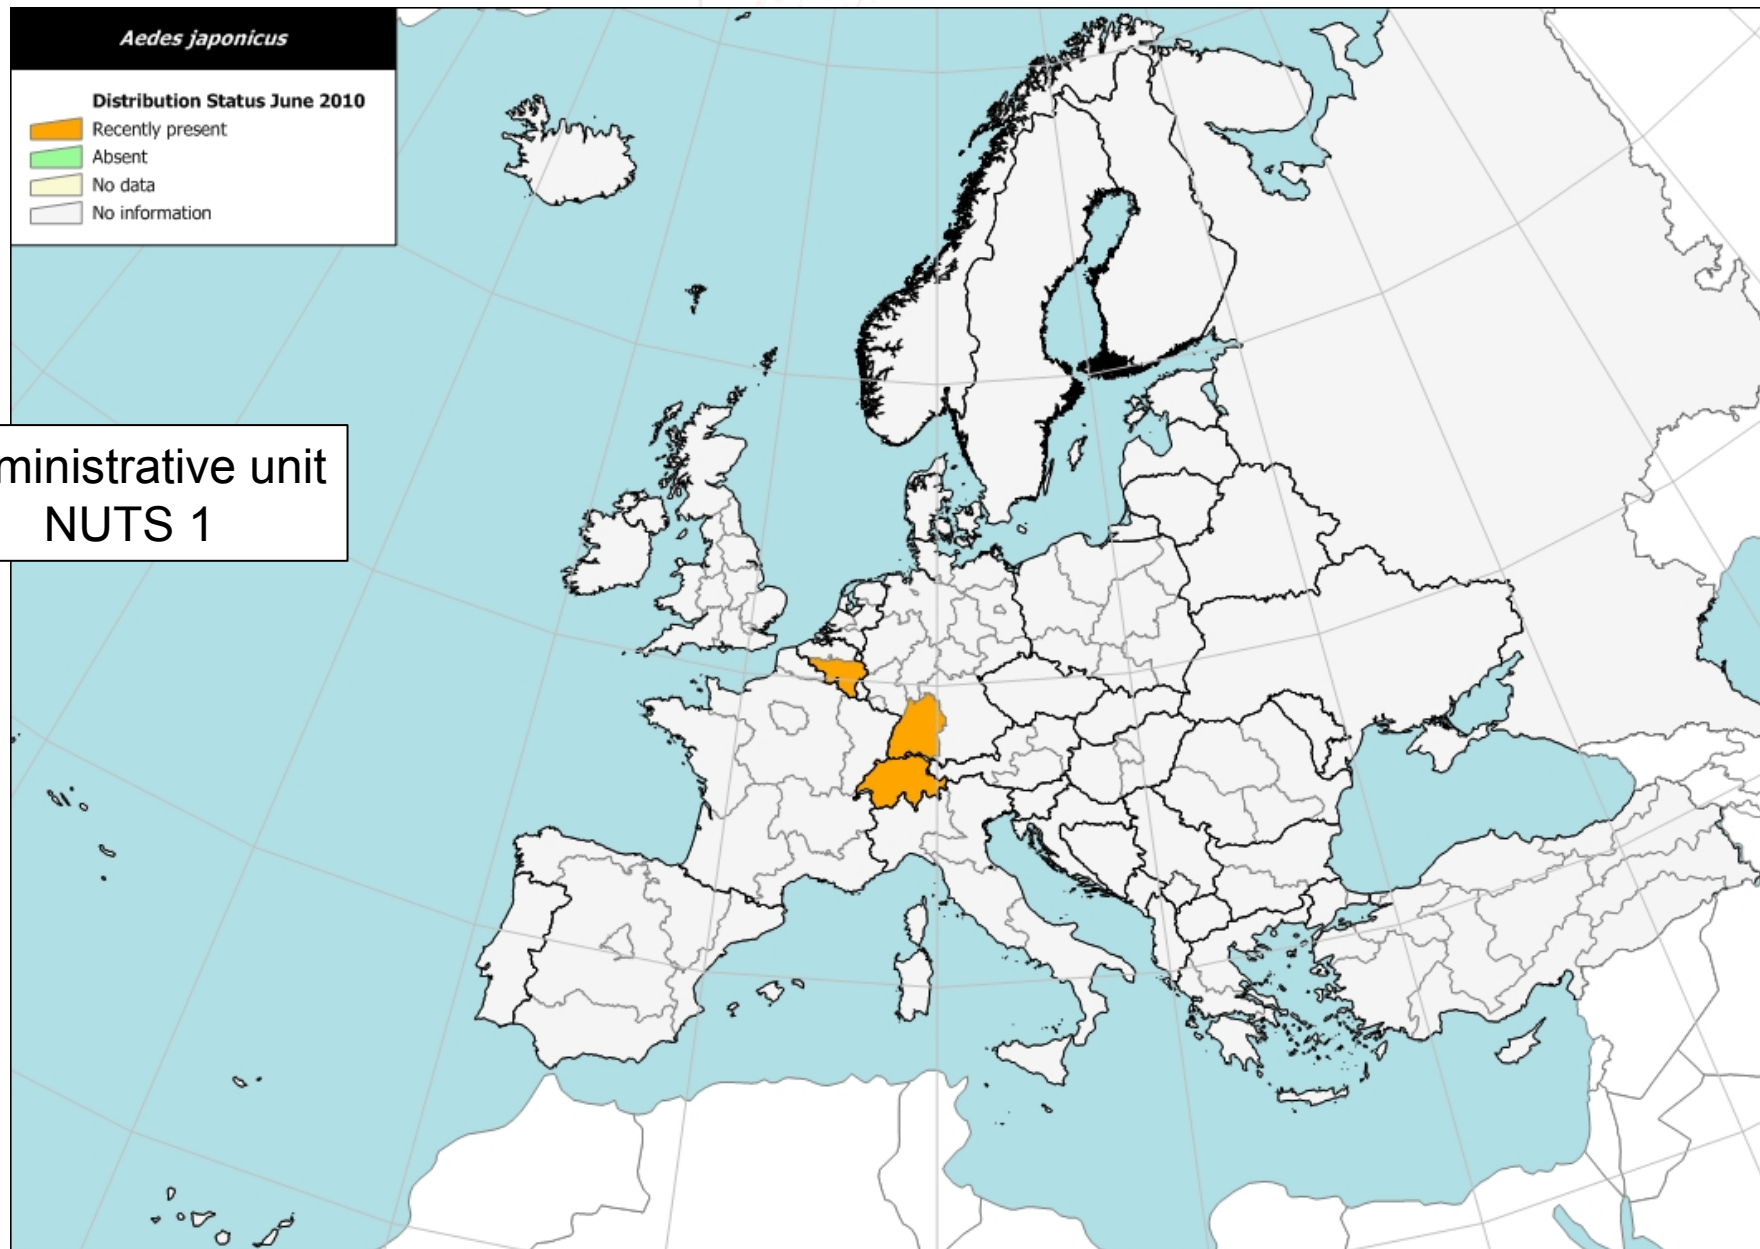 Aedes japonicus
Distribution Status June 2010
Recently present
Absent
No data
No information
ministrative unit
NUTS 1